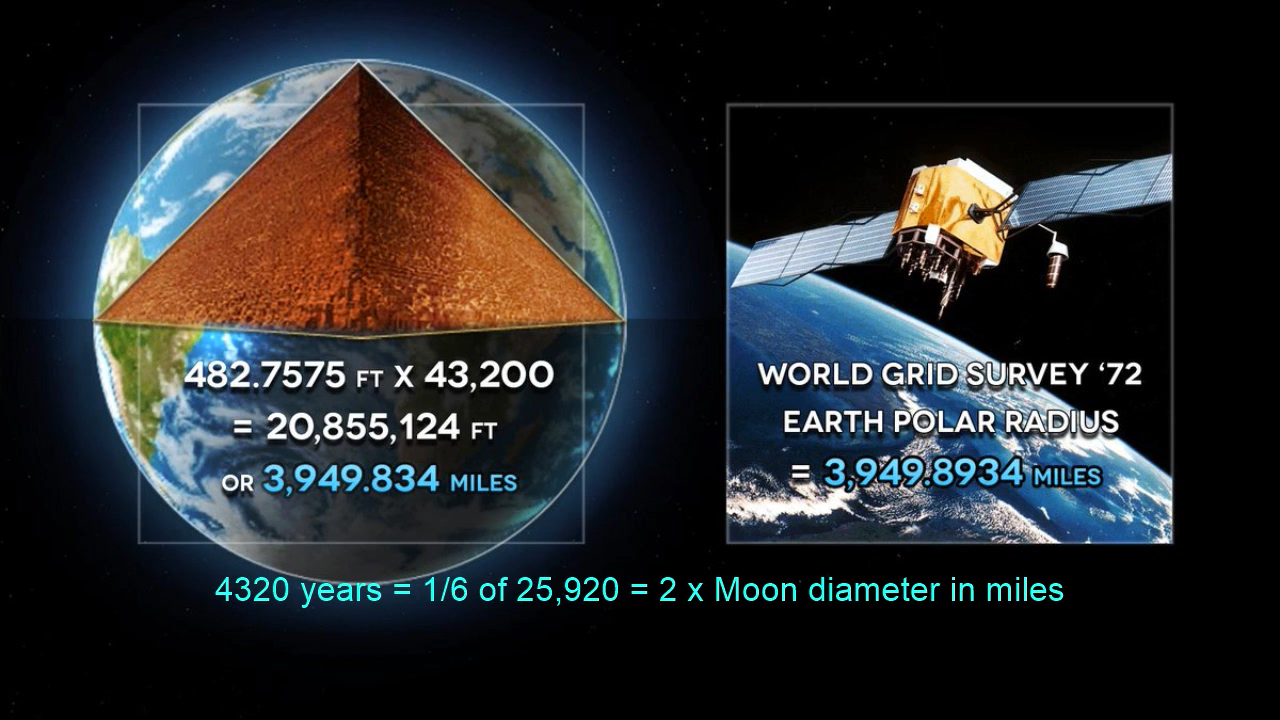 482.7575 FT X 43,200
= 20,855,124 FT
OR 3,949.834 MILES
WORLD GRID SURVEY ‘72
EARTH POLAR RADIUS
= 3,949.8934 MILES
4320 years = 1/6 of 25,920 = 2 x Moon diameter in miles